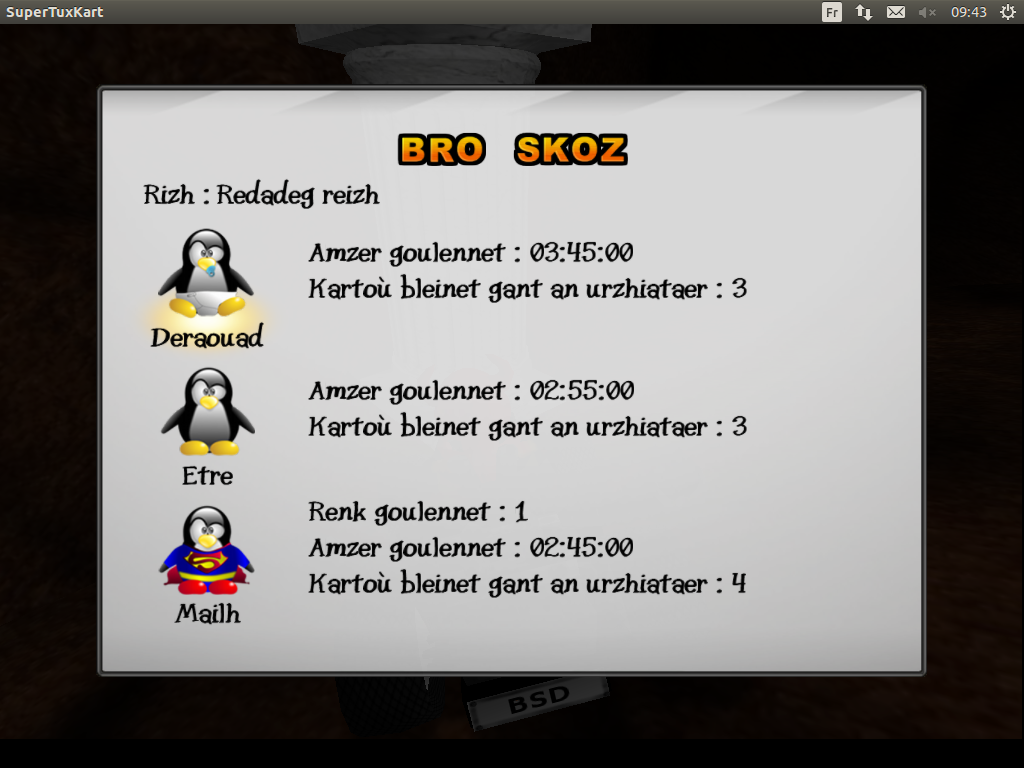 SuperTuxKart
Fr
09:43
BRO SKOZ
Rizh : Redadeg reizh
Amzer goulennet : 03:45:00
Kartoù bleinet gant an urzhiataer : 3
Deraouad
Amzer goulennet : 02:55:00
Kartoù bleinet gant an urzhiataer : 3
Etre
Renk goulennet : 1
Amzer goulennet : 02:45:00
Kartoù bleinet gant an urzhiataer : 4
Mailh
BSD